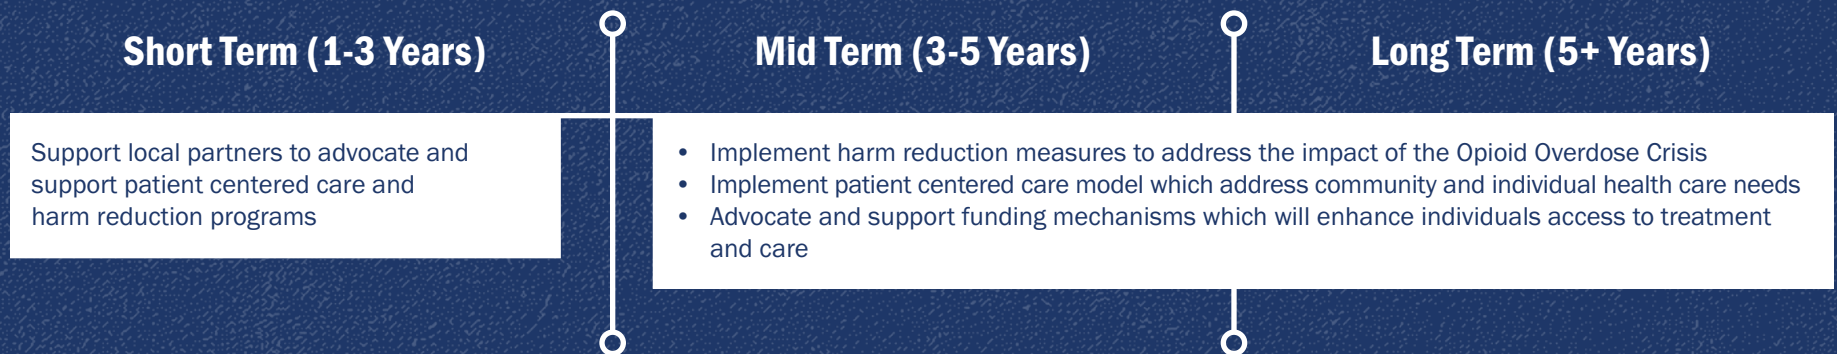 Short Term (1-3 Years)
Mid Term (3-5 Years)
Long Term (5+ Years)
Support local partners to advocate and
support patient centered care and
harm reduction programs
• Implement harm reduction measures to address the impact of the Opioid Overdose Crisis
• Implement patient centered care model which address community and individual health care needs
• Advocate and support funding mechanisms which will enhance individuals access to treatment
and care